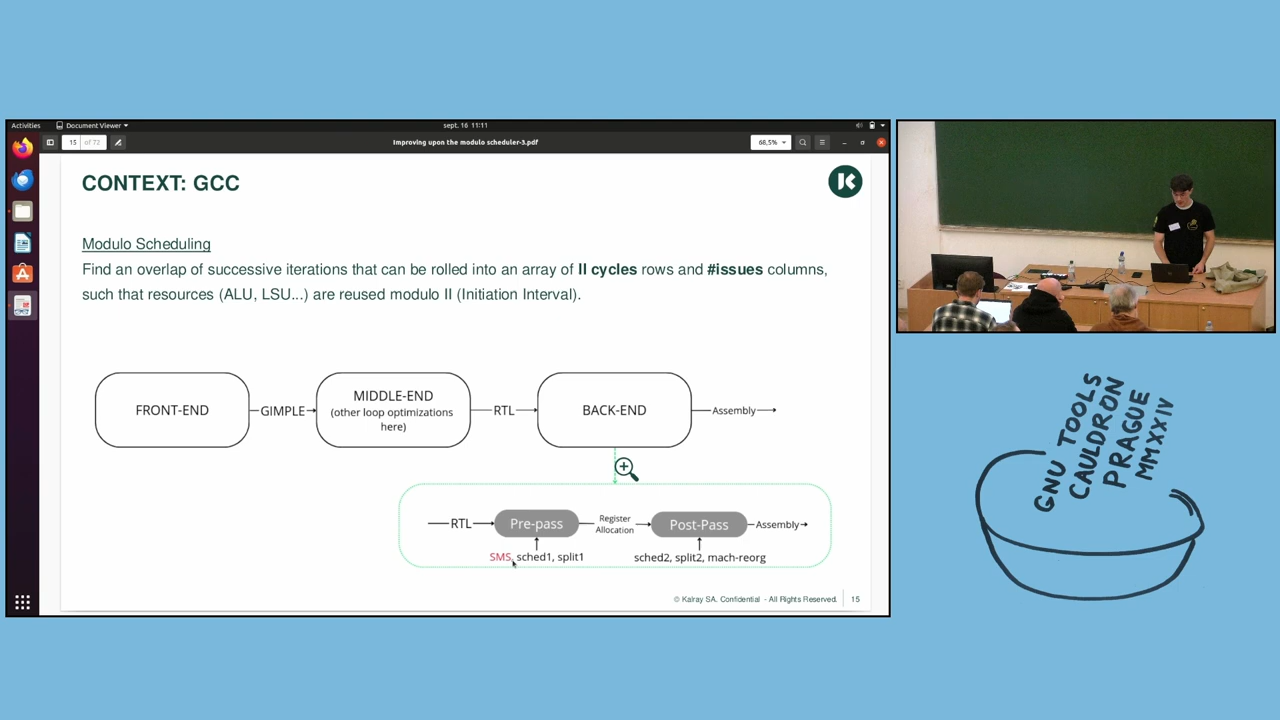 Activities
Document Viewer
sept. 16 11:11
15
of 72
Improving upon the modulo scheduler-3.pdf
68,5%
CONTEXT: GCC
Modulo Scheduling
Find an overlap of successive iterations that can be rolled into an array of II cycles rows and #issues columns,
such that resources (ALU, LSU...) are reused modulo II (Initiation Interval).
FRONT-END
GIMPLE
MIDDLE-END
(other loop optimizations
here)
RTL
BACK-END
Assembly
RTL
Pre-pass
Register
Allocation
Post-Pass
Assembly
SMS, sched1, split1
sched2, split2, mach-reorg
© Kalray SA. Confidential - All Rights Reserved.
15
GNU TOOLS
CAULDRON
PRAGUE
MMXXIV